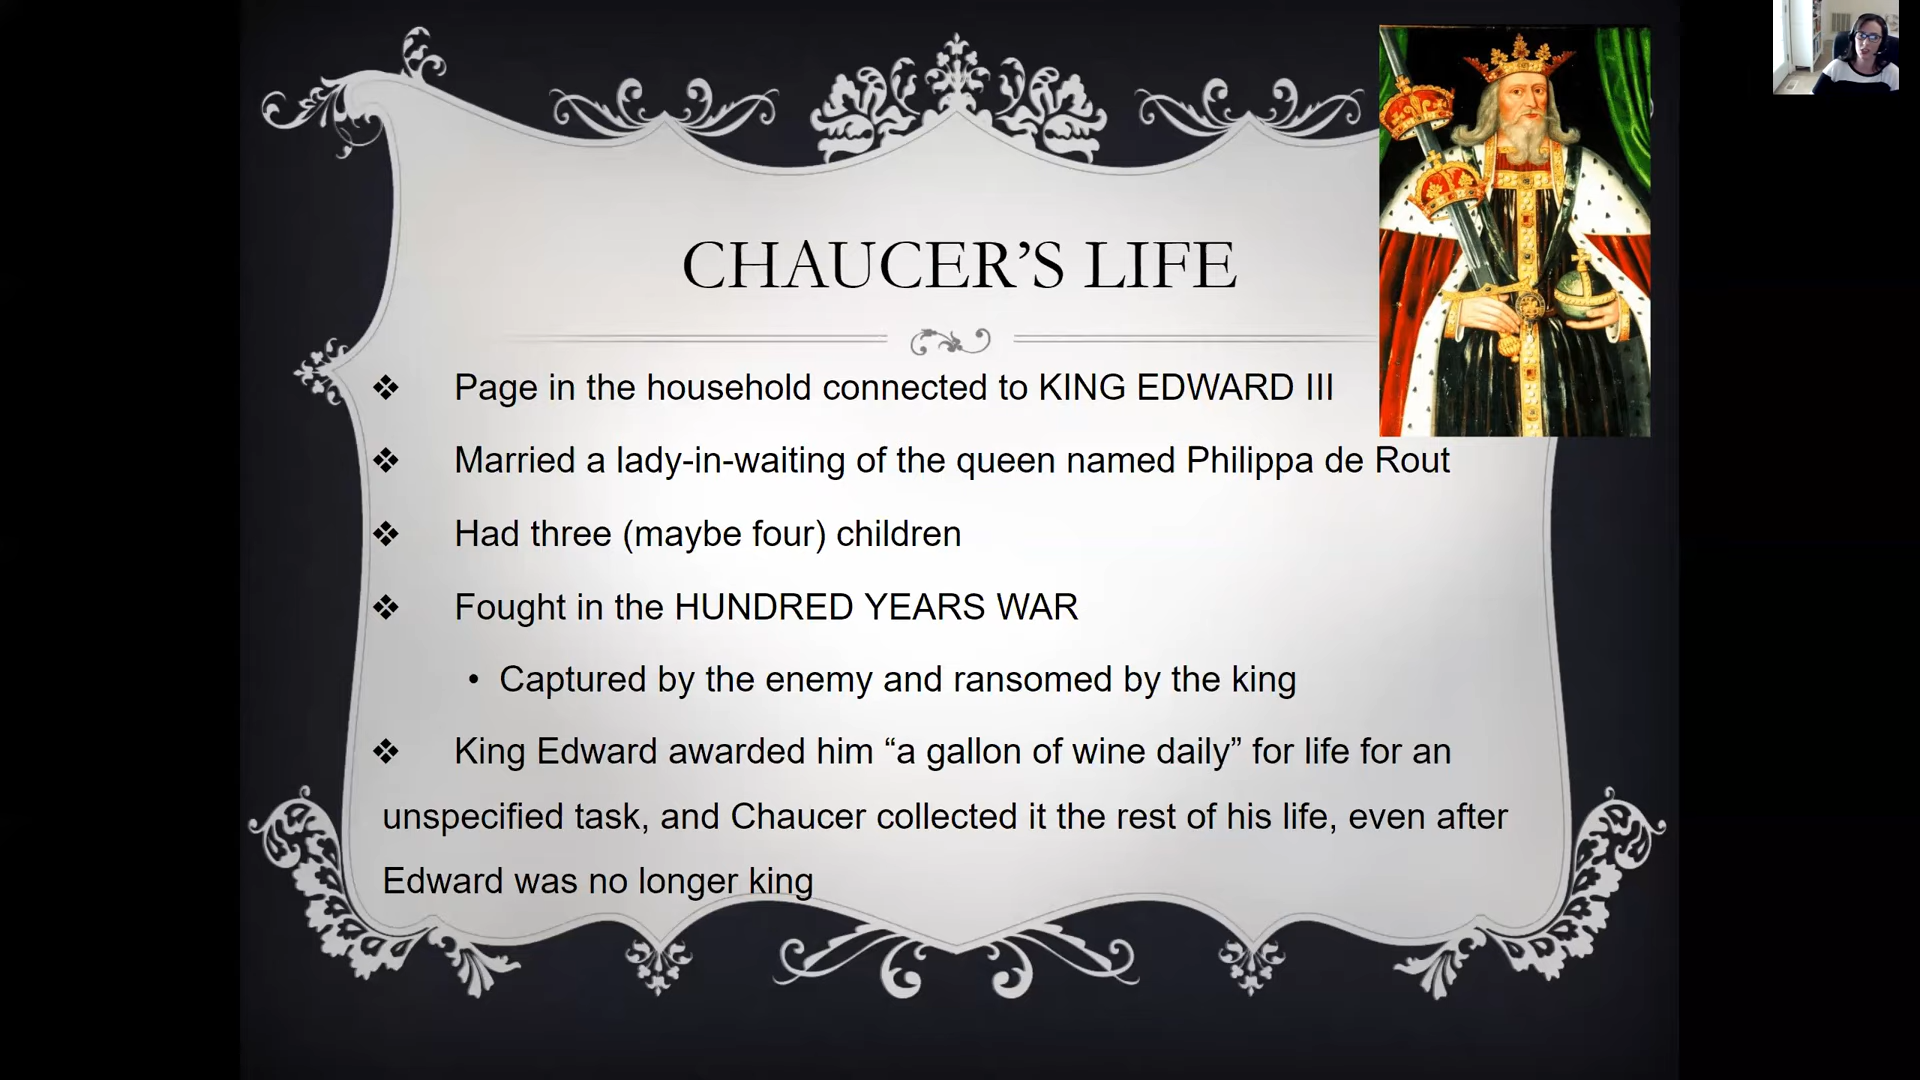 CHAUCER’S LIFE
❖ Page in the household connected to KING EDWARD III
❖ Married a lady-in-waiting of the queen named Philippa de Rout
❖ Had three (maybe four) children
❖ Fought in the HUNDRED YEARS WAR
• Captured by the enemy and ransomed by the king
❖ King Edward awarded him “a gallon of wine daily” for life for an
unspecified task, and Chaucer collected it the rest of his life, even after
Edward was no longer king